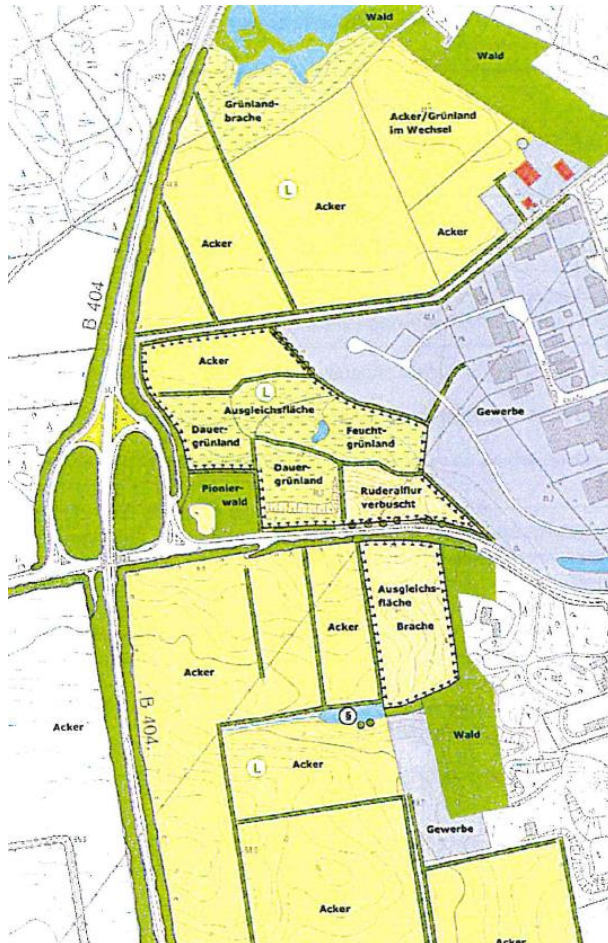 Wald
Wald
Grünland-
brache
Acker/Grünland
im Wechsel
L
Acker
Acker
Acker
B 404
Acker
L
Ausgleichsfläche
Gewerbe
Dauer-
grünland
Feucht-
grünland
Dauer-
grünland
Pionier-
wald
Ruderalflur
verbuscht
Ausgleichs-
fläche
Brache
Acker
Acker
Acker
B 404
§
Wald
L
Acker
Gewerbe
Acker
Acker